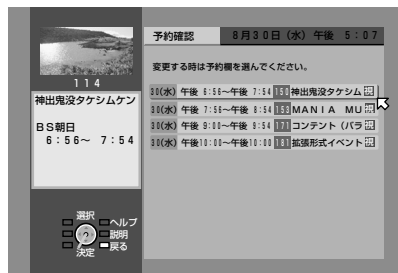 予約確認
8月30日(水) 午後 5:07
変更する時は予約欄を選んでください。
114
神出鬼没タケシムケン
BS朝日
6:56~ 7:54
30(水) 午後 6:56~午後 7:54 150 神出鬼没タケシム
30(水) 午後 7:56~午後 8:54 153 MANIA MU
30(水) 午後 9:00~午後 9:54 171 コンテント(バラ
30(水) 午後10:00~午後10:00 181 拡張形式イベント
選択
ヘルプ
?
説明
戻る
決定